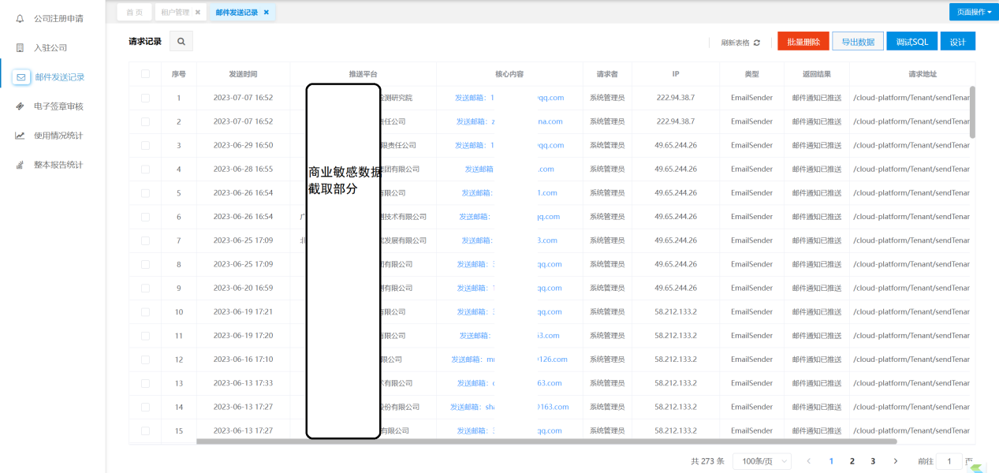 公司注册申请
入驻公司
邮件发送记录
电子签章审核
使用情况统计
整本报告统计
首 页 租户管理 邮件发送记录 页面操作
请求记录 刷新表格 批量删除 导出数据 调试SQL 设计
序号 发送时间 推送平台 核心内容 请求者 IP 类型 返回结果 请求地址
1 2023-07-07 16:52 检测研究院 发送邮箱：1 qq.com 系统管理员 222.94.38.7 EmailSender 邮件通知已推送 /cloud-platform/Tenant/sendTenar
2 2023-07-07 16:52 责任公司 发送邮箱：z na.com 系统管理员 222.94.38.7 EmailSender 邮件通知已推送 /cloud-platform/Tenant/sendTenar
3 2023-06-29 16:50 限责任公司 发送邮箱：1 qq.com 系统管理员 49.65.244.26 EmailSender 邮件通知已推送 /cloud-platform/Tenant/sendTenar
4 2023-06-28 16:55 集团有限公司 发送邮箱 .com 系统管理员 49.65.244.26 EmailSender 邮件通知已推送 /cloud-platform/Tenant/sendTenar
商业敏感数据
截取部分
5 2023-06-26 16:54 有限公司 发送邮箱： 1.com 系统管理员 49.65.244.26 EmailSender 邮件通知已推送 /cloud-platform/Tenant/sendTenar
6 2023-06-26 16:54 广 测技术有限公司 发送邮箱： qq.com 系统管理员 49.65.244.26 EmailSender 邮件通知已推送 /cloud-platform/Tenant/sendTenar
7 2023-06-25 17:09 北 发展有限公司 发送邮箱： 3.com 系统管理员 49.65.244.26 EmailSender 邮件通知已推送 /cloud-platform/Tenant/sendTenar
8 2023-06-25 17:09 有限公司 发送邮箱： qq.com 系统管理员 49.65.244.26 EmailSender 邮件通知已推送 /cloud-platform/Tenant/sendTenar
9 2023-06-20 16:59 测有限公司 发送邮箱： qq.com 系统管理员 49.65.244.26 EmailSender 邮件通知已推送 /cloud-platform/Tenant/sendTenar
10 2023-06-19 17:21 有限公司 发送邮箱： qq.com 系统管理员 58.212.133.2 EmailSender 邮件通知已推送 /cloud-platform/Tenant/sendTenar
11 2023-06-19 17:20 有限公司 发送邮箱： 3.com 系统管理员 58.212.133.2 EmailSender 邮件通知已推送 /cloud-platform/Tenant/sendTenar
12 2023-06-16 17:10 限公司 发送邮箱：m 126.com 系统管理员 58.212.133.2 EmailSender 邮件通知已推送 /cloud-platform/Tenant/sendTenar
13 2023-06-13 17:33 术有限公司 发送邮箱： 63.com 系统管理员 58.212.133.2 EmailSender 邮件通知已推送 /cloud-platform/Tenant/sendTenar
14 2023-06-13 17:27 股份有限公司 发送邮箱：sha 163.com 系统管理员 58.212.133.2 EmailSender 邮件通知已推送 /cloud-platform/Tenant/sendTenar
15 2023-06-13 17:27 有限公司 发送邮箱： qq.com 系统管理员 58.212.133.2 EmailSender 邮件通知已推送 /cloud-platform/Tenant/sendTenar
共 273 条 100条/页 1 2 3 前往 1 页